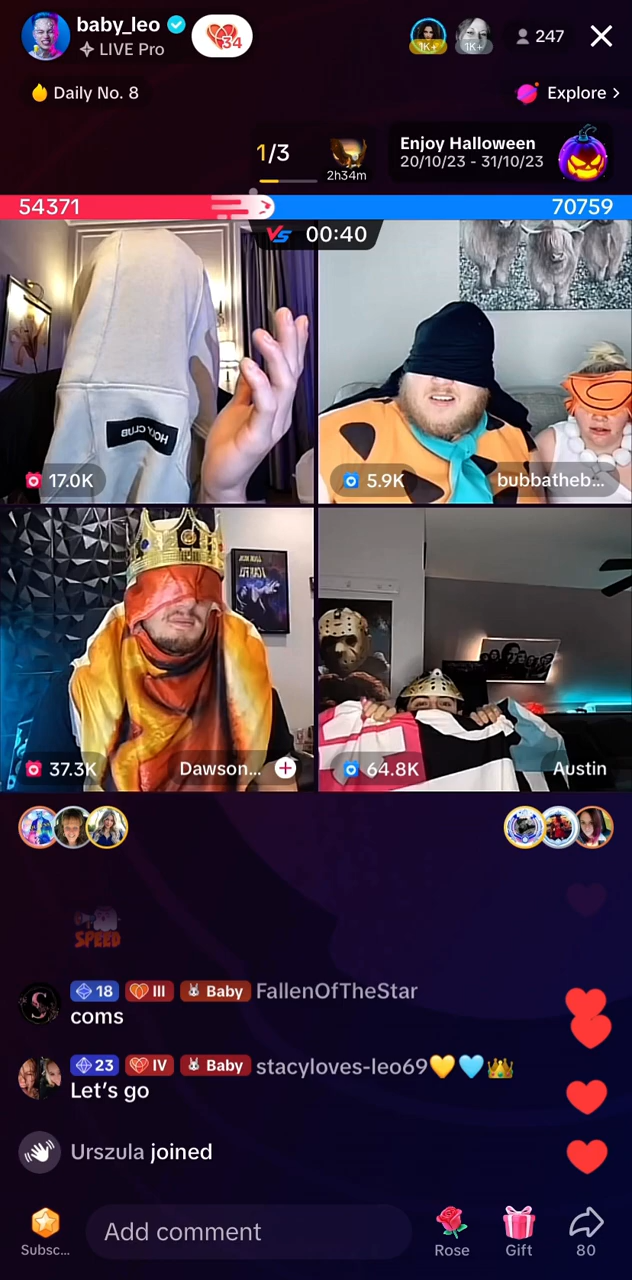 baby_leo
LIVE Pro
34
1K+
1K+
247
Daily No. 8
Explore >
1/3
2h34m
Enjoy Halloween
20/10/23 - 31/10/23
54371
70759
VS 00:40
HOLY CLUB
17.0K
5.9K
bubbatheb...
37.3K
Dawson...
64.8K
Austin
SPEED
18 III Baby FallenOfTheStar
coms
23 IV Baby stacyloves-leo69💛🩵👑
Let's go
Urszula joined
Subsc...
Add comment
Rose
Gift
80